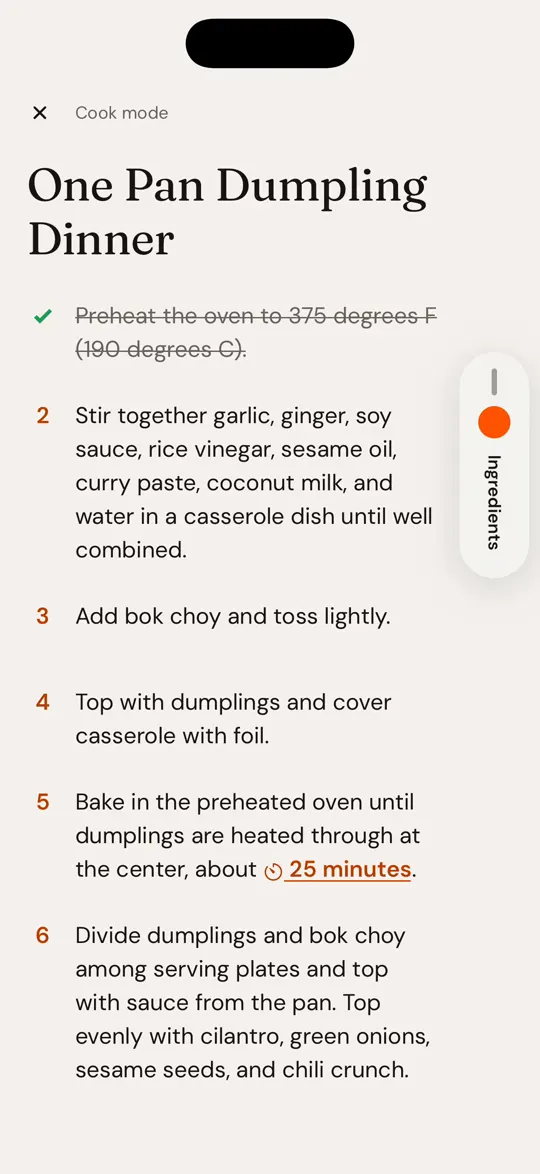 Cook mode
One Pan Dumpling
Dinner
Preheat the oven to 375 degrees F
(190 degrees C).
2 Stir together garlic, ginger, soy
sauce, rice vinegar, sesame oil,
curry paste, coconut milk, and
water in a casserole dish until well
combined.
Ingredients
3 Add bok choy and toss lightly.
4 Top with dumplings and cover
casserole with foil.
5 Bake in the preheated oven until
dumplings are heated through at
the center, about 25 minutes.
6 Divide dumplings and bok choy
among serving plates and top
with sauce from the pan. Top
evenly with cilantro, green onions,
sesame seeds, and chili crunch.